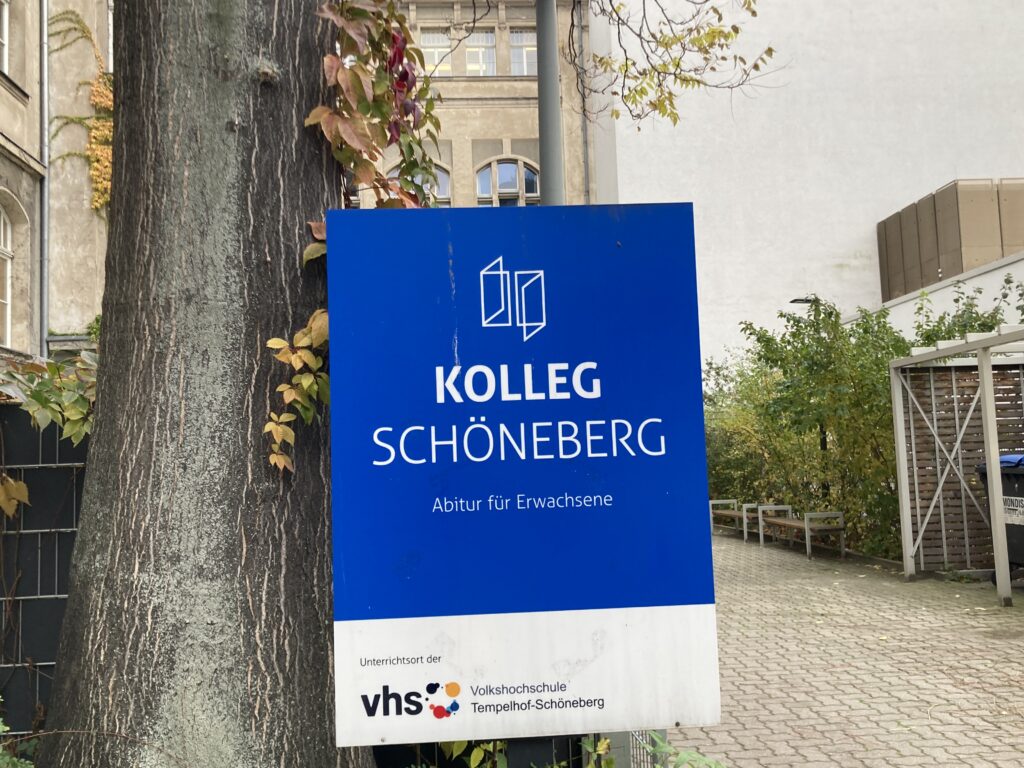 KOLLEG
SCHÖNEBERG
Abitur für Erwachsene
Unterrichtsort der
vhs
Volkshochschule
Tempelhof-Schöneberg